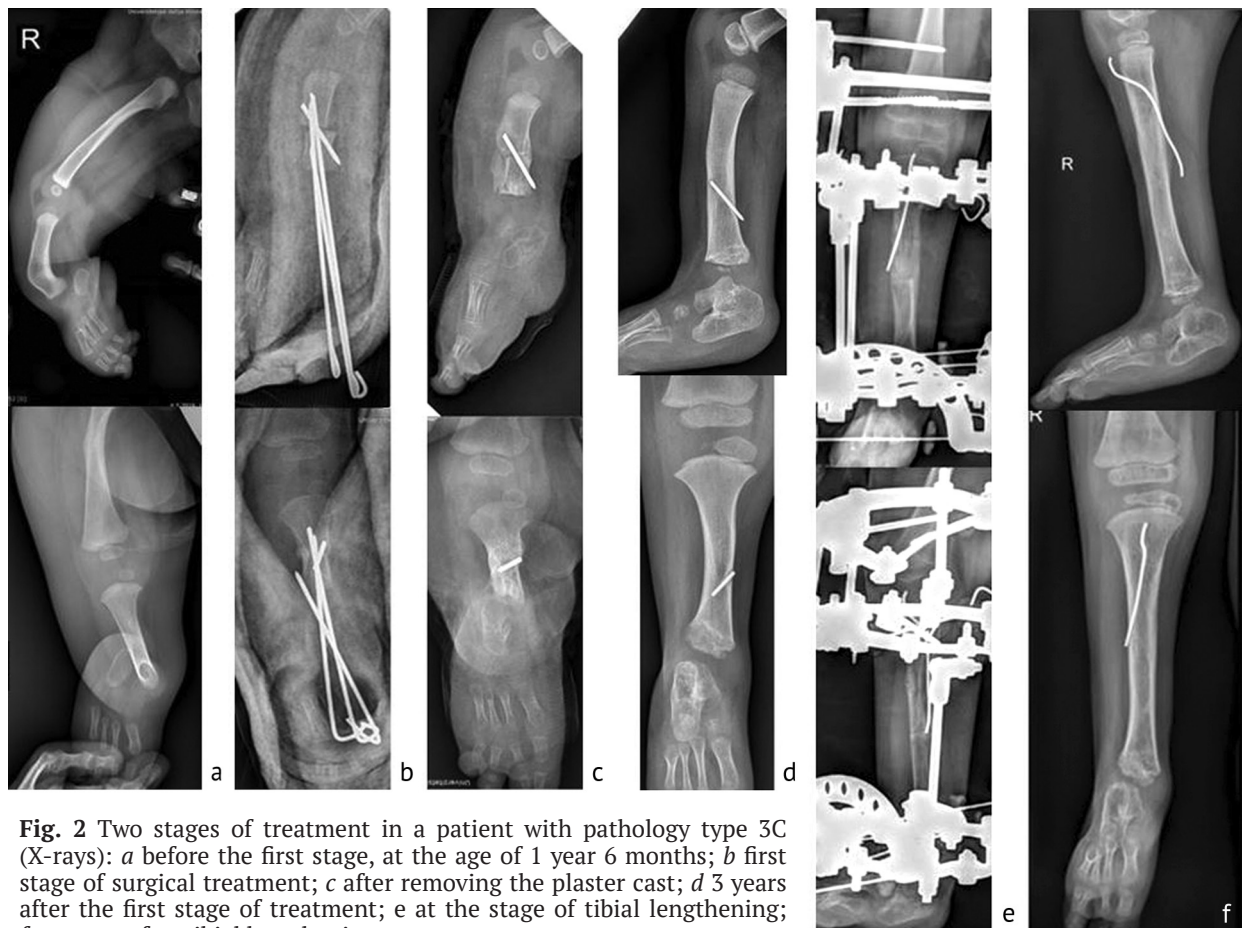 R
R
R
a
b
c
d
e
f
Fig. 2 Two stages of treatment in a patient with pathology type 3C
(X-rays): a before the first stage, at the age of 1 year 6 months; b first
stage of surgical treatment; c after removing the plaster cast; d 3 years
after the first stage of treatment; e at the stage of tibial lengthening;